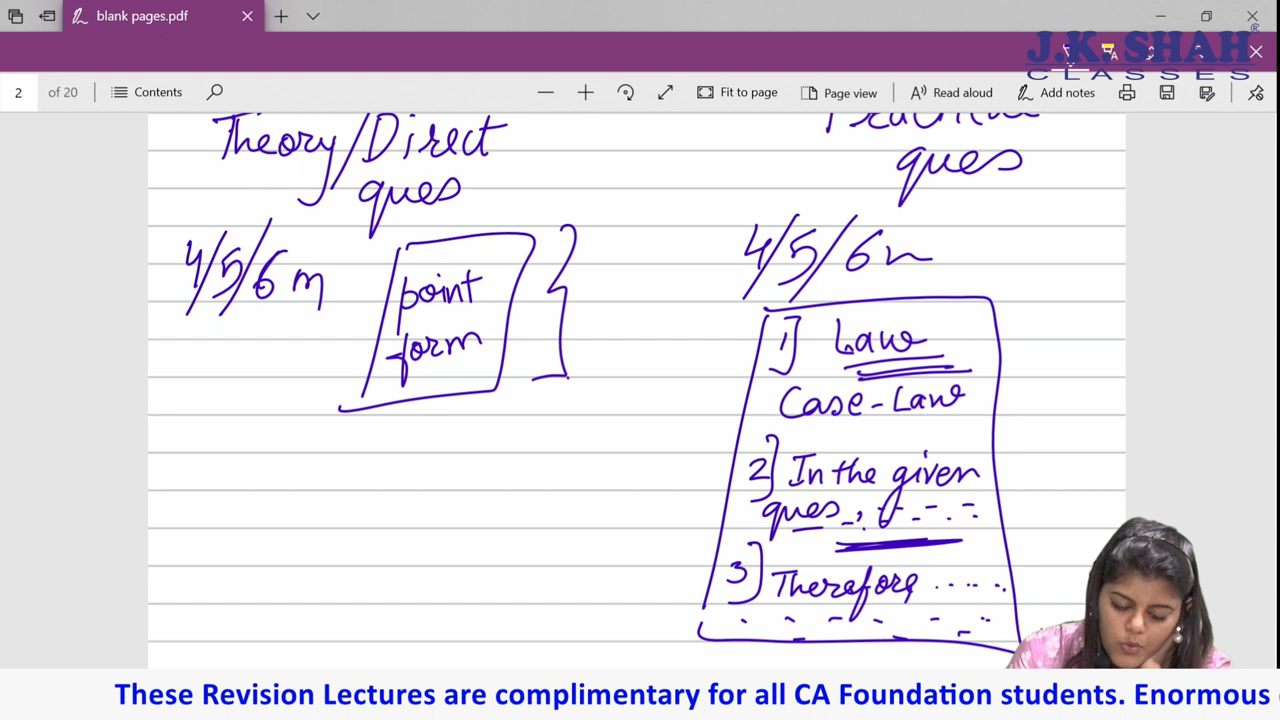 blank pages.pdf
J.K. SHAH®
CLASSES
2 of 20 Contents Fit to page Page view Read aloud Add notes
Theory/Direct
ques
4/5/6 m
point
form
ques
4/5/6 m
1] Law
Case-Law
2] In the given
ques
3] Therefore .....
These Revision Lectures are complimentary for all CA Foundation students. Enormous